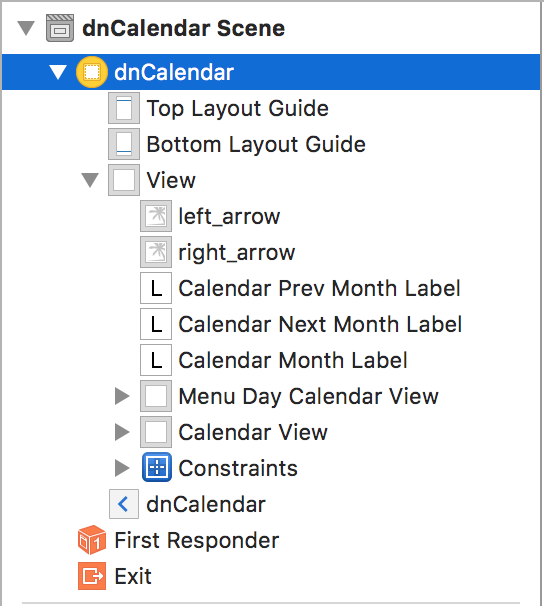 dnCalendar Scene
dnCalendar
Top Layout Guide
Bottom Layout Guide
View
left_arrow
right_arrow
L Calendar Prev Month Label
L Calendar Next Month Label
L Calendar Month Label
Menu Day Calendar View
Calendar View
Constraints
dnCalendar
1 First Responder
Exit